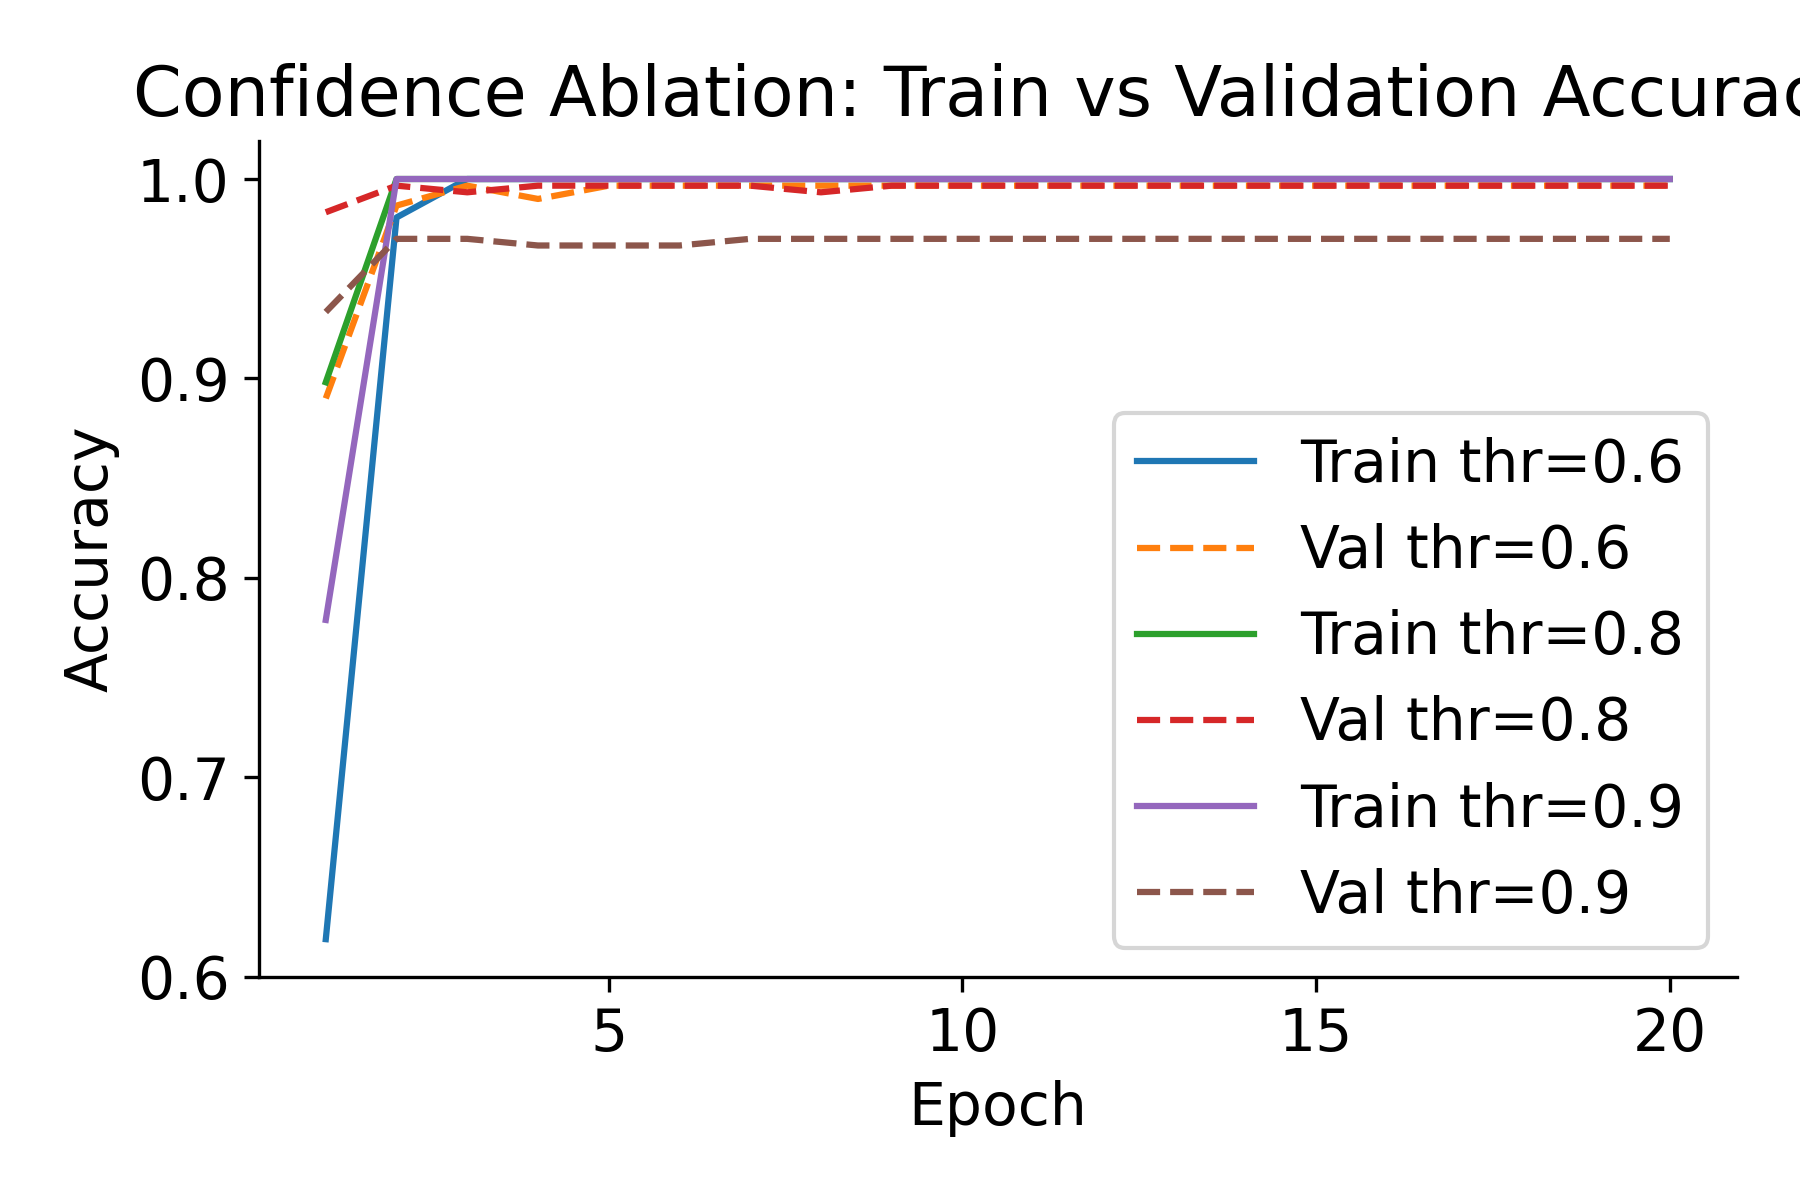 Confidence Ablation: Train vs Validation Accurac
1.0
0.9
0.8
0.7
0.6
Accuracy
5 10 15 20
Epoch
Train thr=0.6
Val thr=0.6
Train thr=0.8
Val thr=0.8
Train thr=0.9
Val thr=0.9